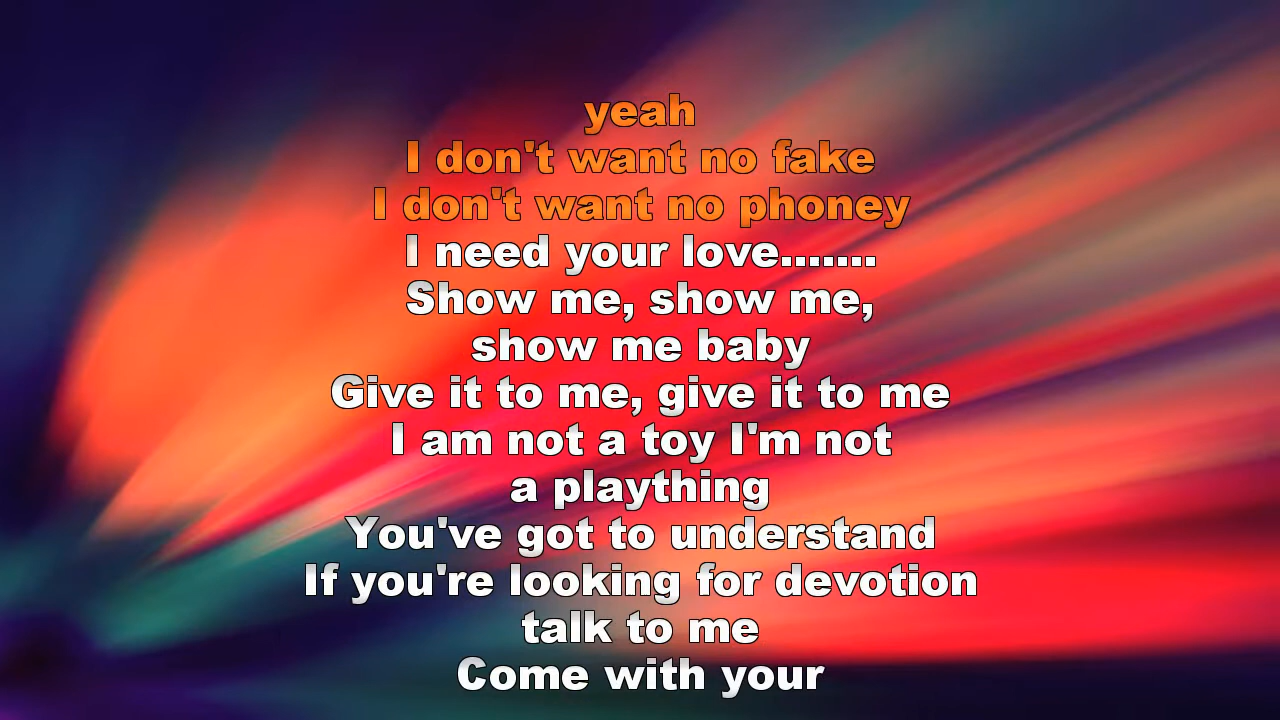 yeah
I don't want no fake
I don't want no phoney
I need your love.......
Show me, show me,
show me baby
Give it to me, give it to me
I am not a toy I'm not
a plaything
You've got to understand
If you're looking for devotion
talk to me
Come with your